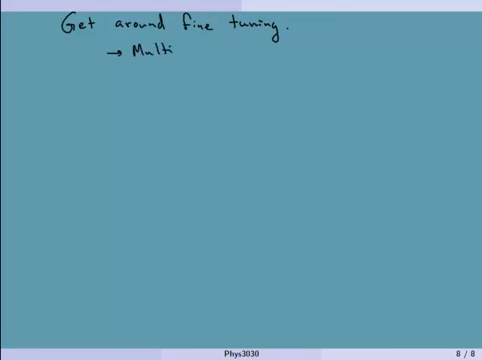 Get around fine tuning.
→ Multi
Phys3030
8 / 8